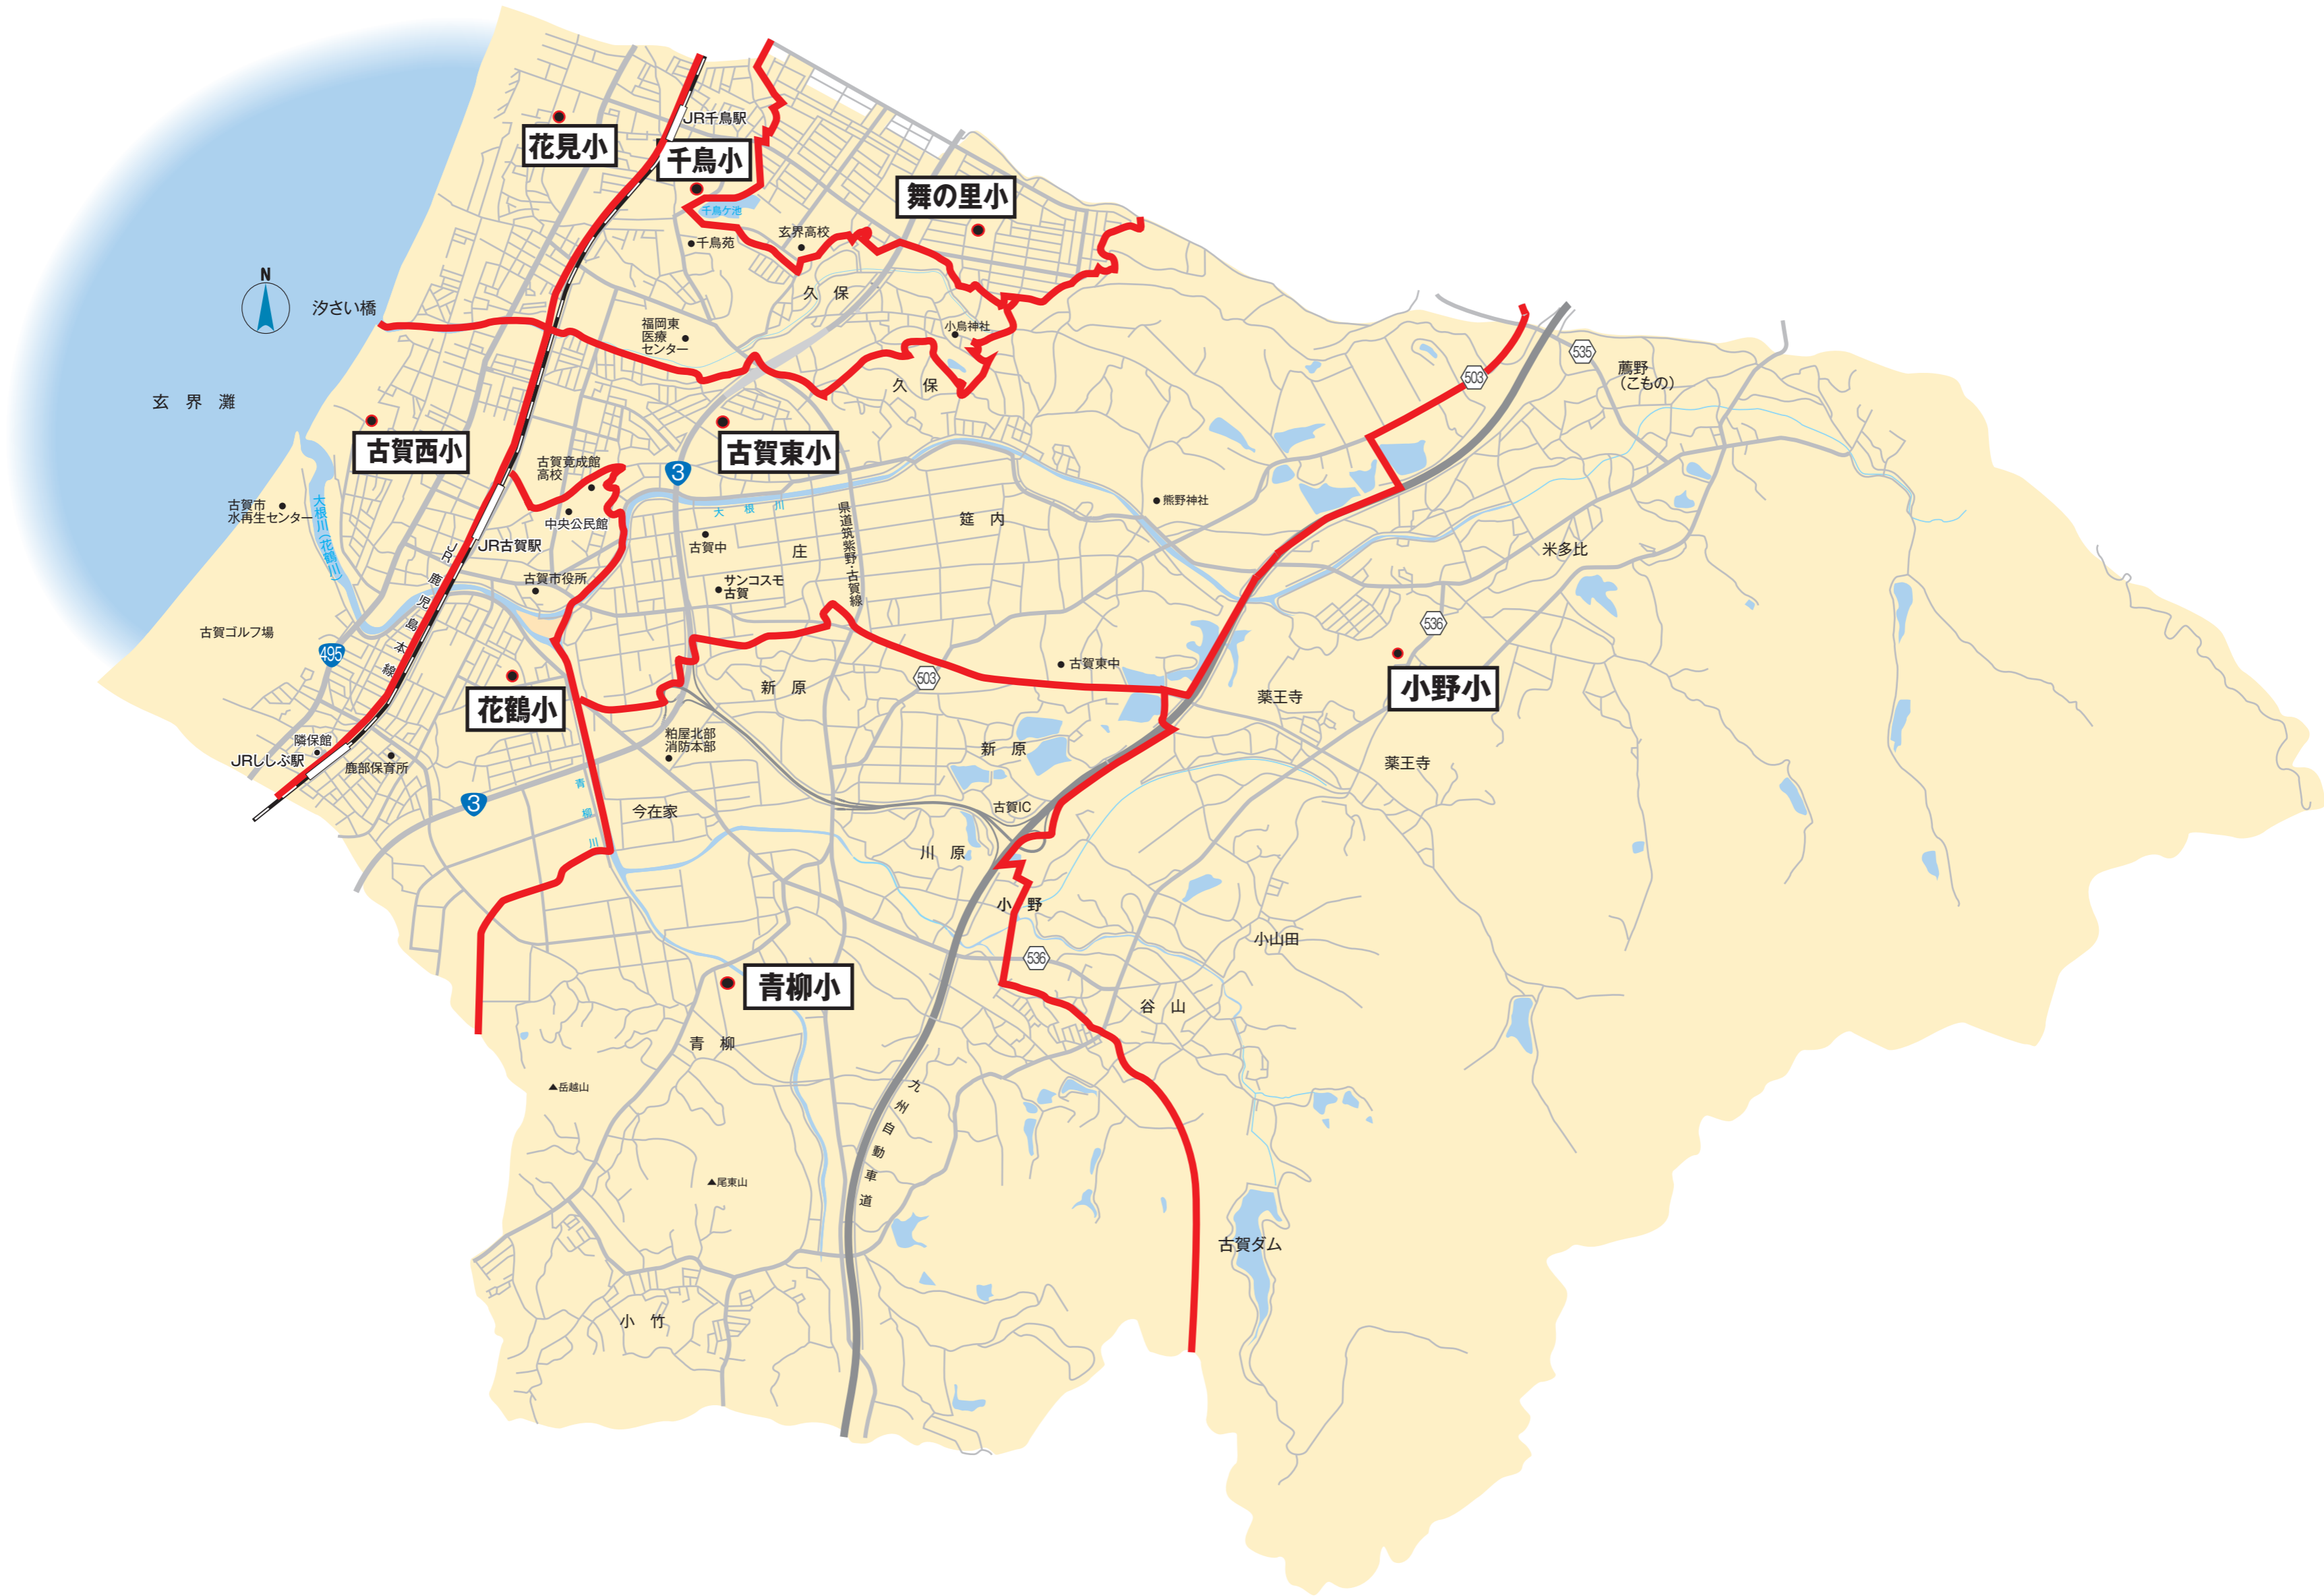 JR千鳥駅
花見小
千鳥小
舞の里小
千鳥ケ池
千鳥苑
玄界高校
N
汐さい橋
久 保
福岡東
医療
センター
小鳥神社
535
薦野
(こもの)
503
久 保
玄 界 灘
古賀西小
古賀東小
古賀竟成館
高校
3
古賀市
水再生センター
大根川(花鶴川)
中央公民館
大 根 川
県道筑紫野・古賀線
筵 内
熊野神社
JR古賀駅
古賀中
庄
米多比
JR鹿児島本線
古賀市役所
サンコスモ
古賀
古賀ゴルフ場
495
536
古賀東中
小野小
花鶴小
新 原
503
薬王寺
隣保館
JRししぶ駅
鹿部保育所
粕屋北部
消防本部
新 原
薬王寺
3
青柳川
今在家
古賀IC
川 原
小 野
小山田
536
青柳小
谷 山
青 柳
▲岳越山
九州自動車道
▲尾東山
古賀ダム
小 竹